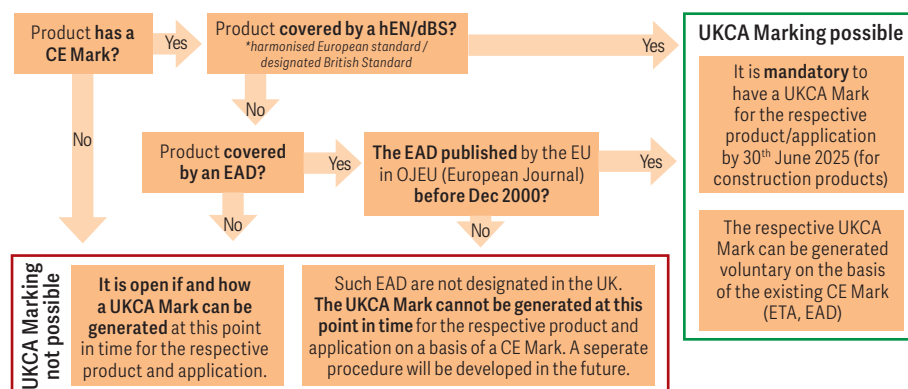 Product has a
CE Mark?
Yes
Product covered by a hEN/dBS?
*harmonised European standard /
designated British Standard
Yes
No
No
Product covered
by an EAD?
Yes
The EAD published by the EU
in OJEU (European Journal)
before Dec 2000?
Yes
No
No
UKCA Marking possible
It is mandatory to
have a UKCA Mark
for the respective
product/application
by 30th June 2025 (for
construction products)
The respective UKCA
Mark can be generated
voluntary on the basis
of the existing CE Mark
(ETA, EAD)
UKCA Marking
not possible
It is open if and how
a UKCA Mark can be
generated at this point
in time for the respective
product and application.
Such EAD are not designated in the UK.
The UKCA Mark cannot be generated at this
point in time for the respective product and
application on a basis of a CE Mark. A seperate
procedure will be developed in the future.